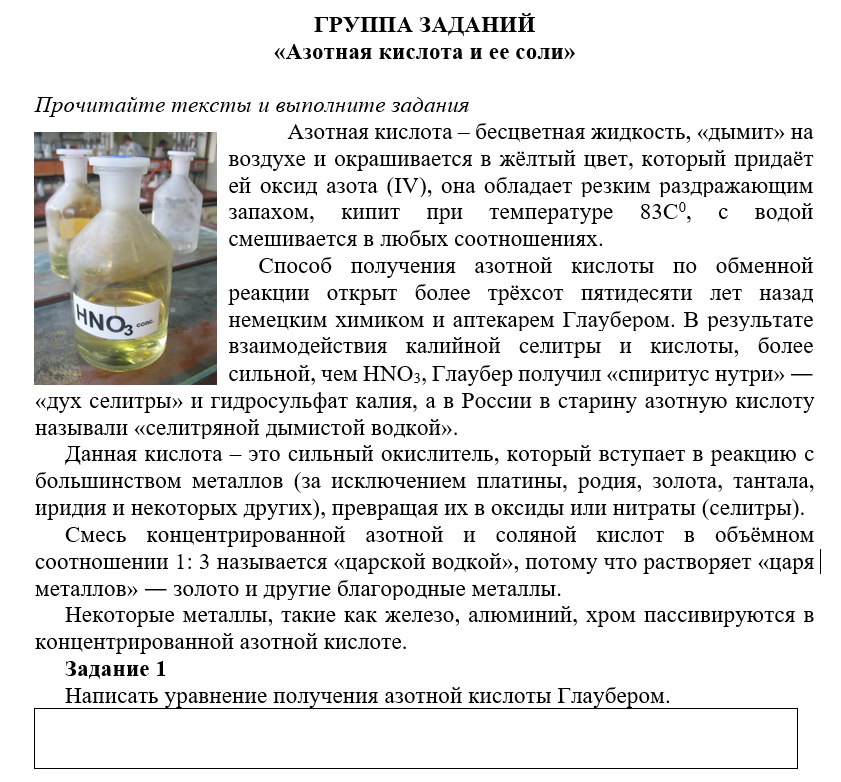 ГРУППА ЗАДАНИЙ
«Азотная кислота и ее соли»
Прочитайте тексты и выполните задания
Азотная кислота – бесцветная жидкость, «дымит» на
воздухе и окрашивается в жёлтый цвет, который придаёт
ей оксид азота (IV), она обладает резким раздражающим
запахом, кипит при температуре 83С⁰, с водой
смешивается в любых соотношениях.
Способ получения азотной кислоты по обменной
реакции открыт более трёхсот пятидесяти лет назад
немецким химиком и аптекарем Глаубером. В результате
взаимодействия калийной селитры и кислоты, более
сильной, чем HNO₃, Глаубер получил «спиритус нутри» —
«дух селитры» и гидросульфат калия, а в России в старину азотную кислоту
называли «селитряной дымистой водкой».
Данная кислота – это сильный окислитель, который вступает в реакцию с
большинством металлов (за исключением платины, родия, золота, тантала,
иридия и некоторых других), превращая их в оксиды или нитраты (селитры).
Смесь концентрированной азотной и соляной кислот в объёмном
соотношении 1: 3 называется «царской водкой», потому что растворяет «царя
металлов» — золото и другие благородные металлы.
Некоторые металлы, такие как железо, алюминий, хром пассивируются в
концентрированной азотной кислоте.
Задание 1
Написать уравнение получения азотной кислоты Глаубером.
HNO₃ конс.